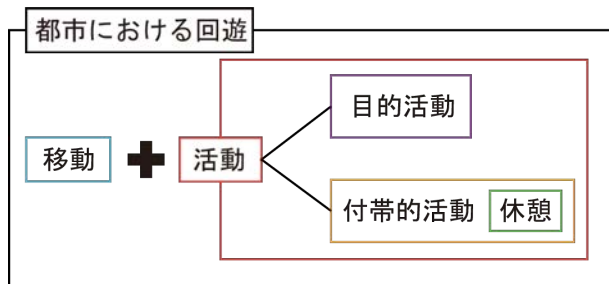 都市における回遊
目的活動
移動
活動
付帯的活動
休憩